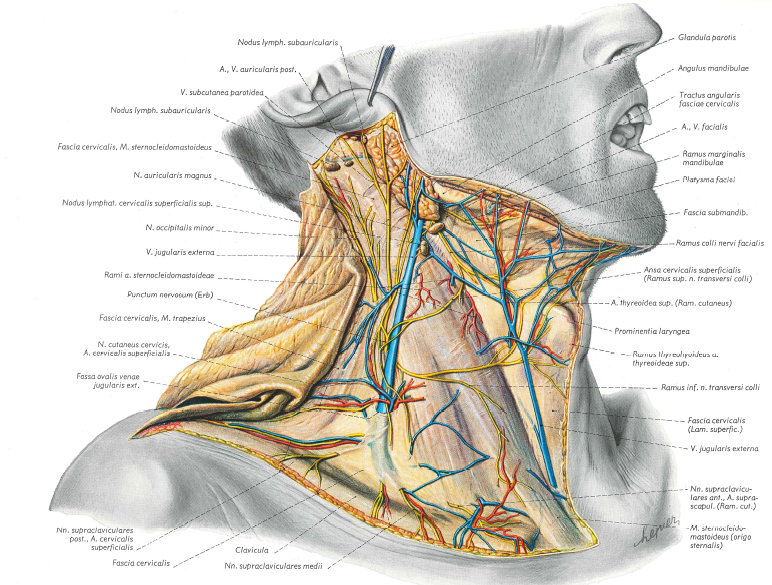 Nodus lymph. subauricularis
A., V. auricularis post.
V. subcutanea parotidea
Nodus lymph. subauricularis
Fascia cervicalis, M. sternocleidomastoideus
N. auricularis magnus
Nodus lymphat. cervicalis superficialis sup.
N. occipitalis minor
V. jugularis externa
Rami a. sternocleidomastoideae
Punctum nervosum (Erb)
Fascia cervicalis, M. trapezius
N. cutaneus cervicis,
A. cervicalis superficialis
Fossa ovalis venae
jugularis ext.
Nn. supraclaviculares
post., A. cervicalis
superficialis
Fascia cervicalis
Clavicula
Nn. supraclaviculares medii
Glandula parotis
Angulus mandibulae
Tractus angularis
fasciae cervicalis
A., V. facialis
Ramus marginalis
mandibulae
Platysma facial
Fascia submandib.
Ramus colli nervi facialis
Ansa cervicalis superficialis
(Ramus sup. n. transversi colli)
A. thyreoidea sup. (Ram. cutaneus)
Prominentia laryngea
Ramus thyreohyoideus a.
thyreoideae sup.
Ramus inf. n. transversi colli
Fascia cervicalis
(Lam. superfic.)
V. jugularis externa
Nn. supraclavicu-
lares ant., A. supra-
scapul. (Ram. cut.)
M. sternocleido-
mastoideus (origo
sternalis)